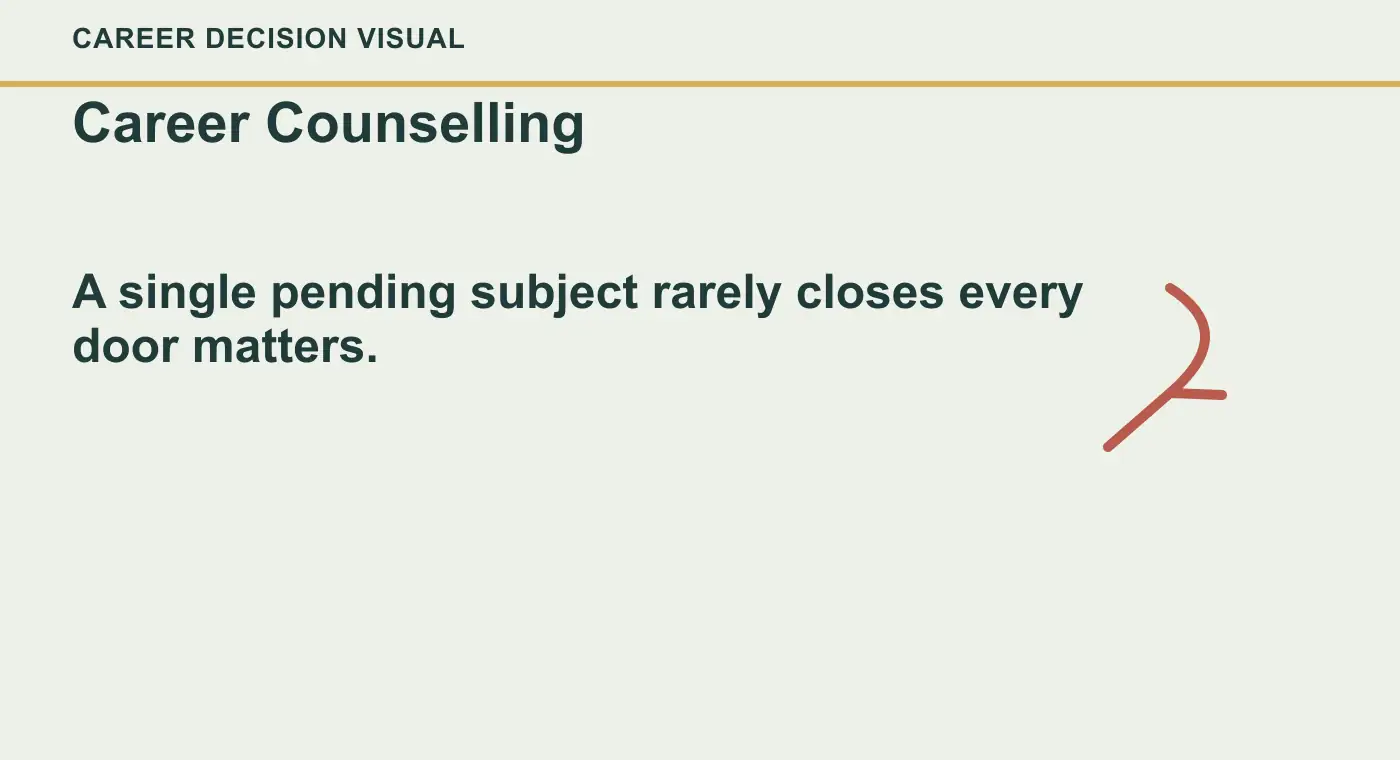 CAREER DECISION VISUAL
Career Counselling
A single pending subject rarely closes every
door matters.